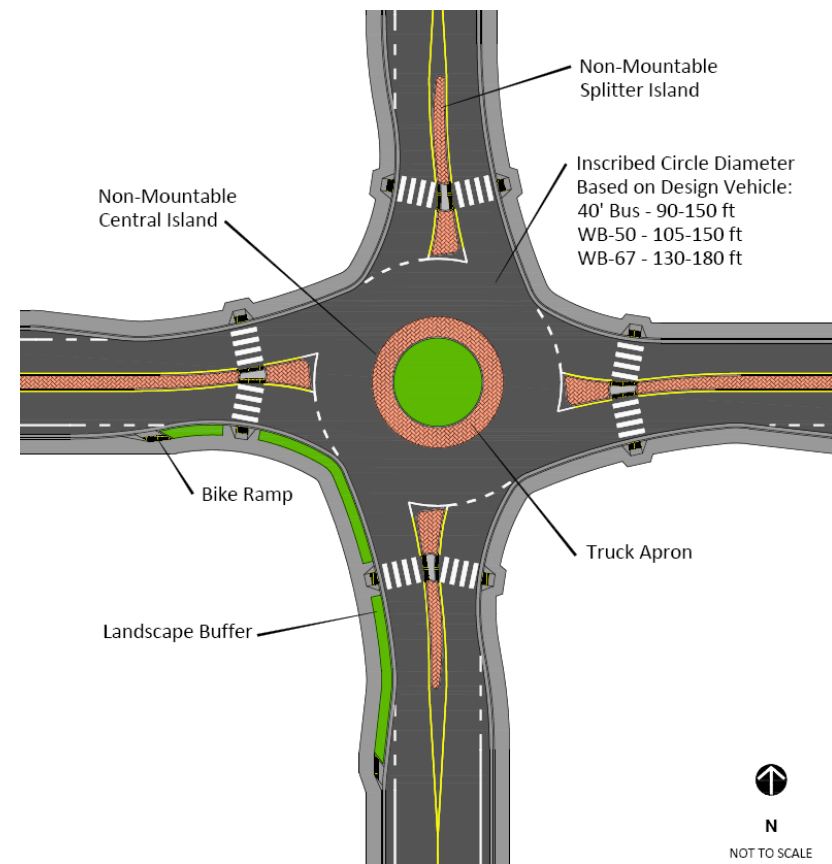 Non-Mountable
Splitter Island
Inscribed Circle Diameter
Based on Design Vehicle:
40' Bus - 90-150 ft
WB-50 - 105-150 ft
WB-67 - 130-180 ft
Non-Mountable
Central Island
Bike Ramp
Truck Apron
Landscape Buffer
N
NOT TO SCALE